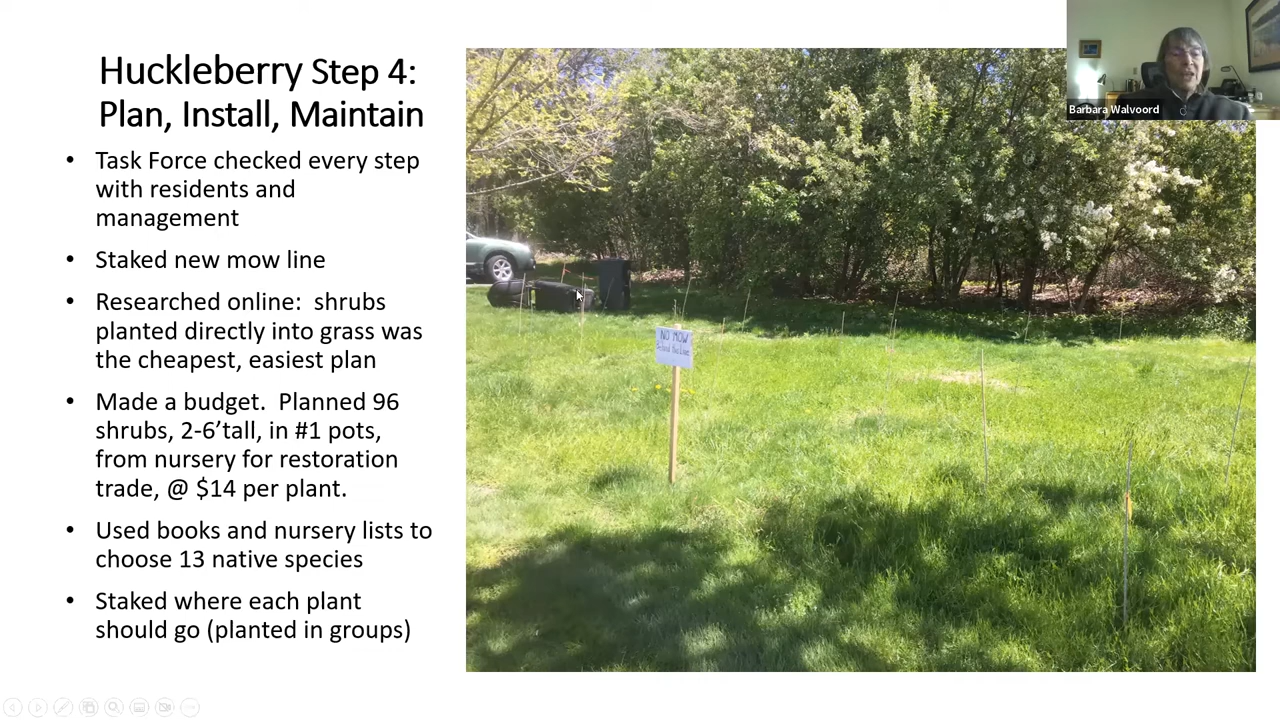 Huckleberry Step 4:
Plan, Install, Maintain
• Task Force checked every step
with residents and
management
• Staked new mow line
• Researched online:  shrubs
planted directly into grass was
the cheapest, easiest plan
• Made a budget.  Planned 96
shrubs, 2-6’tall, in #1 pots,
from nursery for restoration
trade, @ $14 per plant.
• Used books and nursery lists to
choose 13 native species
• Staked where each plant
should go (planted in groups)
NO MOW
Barbara Walvoord